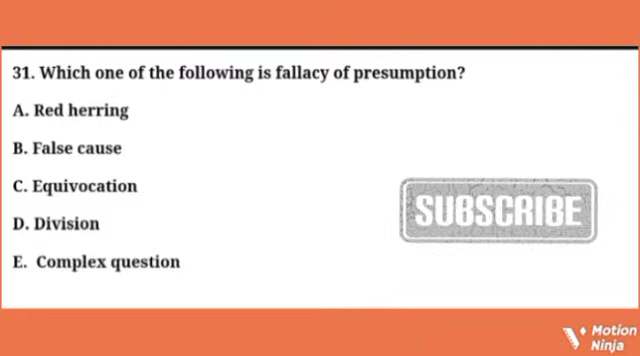 31. Which one of the following is fallacy of presumption?
A. Red herring
B. False cause
C. Equivocation
D. Division
E. Complex question
SUBSCRIBE
Motion
Ninja